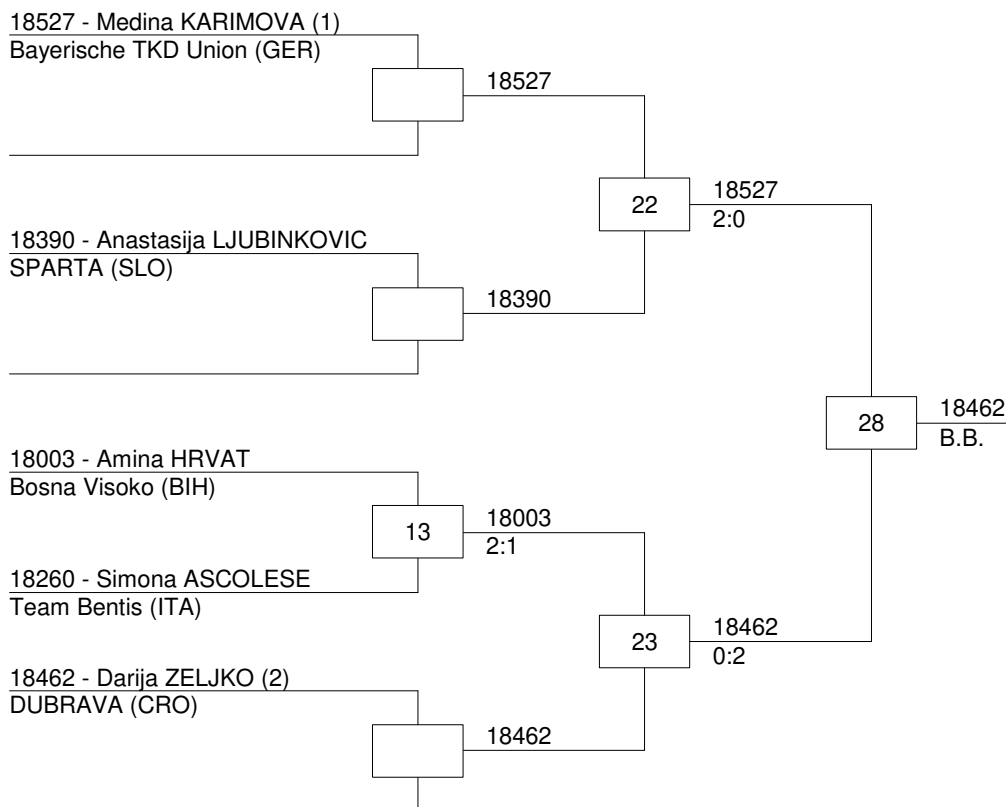 18527 - Medina KARIMOVA (1)
Bayerische TKD Union (GER)
18527
22
18527
2:0
18390 - Anastasija LJUBINKOVIC
SPARTA (SLO)
18390
28
18462
B.B.
18003 - Amina HRVAT
Bosna Visoko (BIH)
13
18003
2:1
18260 - Simona ASCOLESE
Team Bentis (ITA)
23
18462
0:2
18462 - Darija ZELJKO (2)
DUBRAVA (CRO)
18462